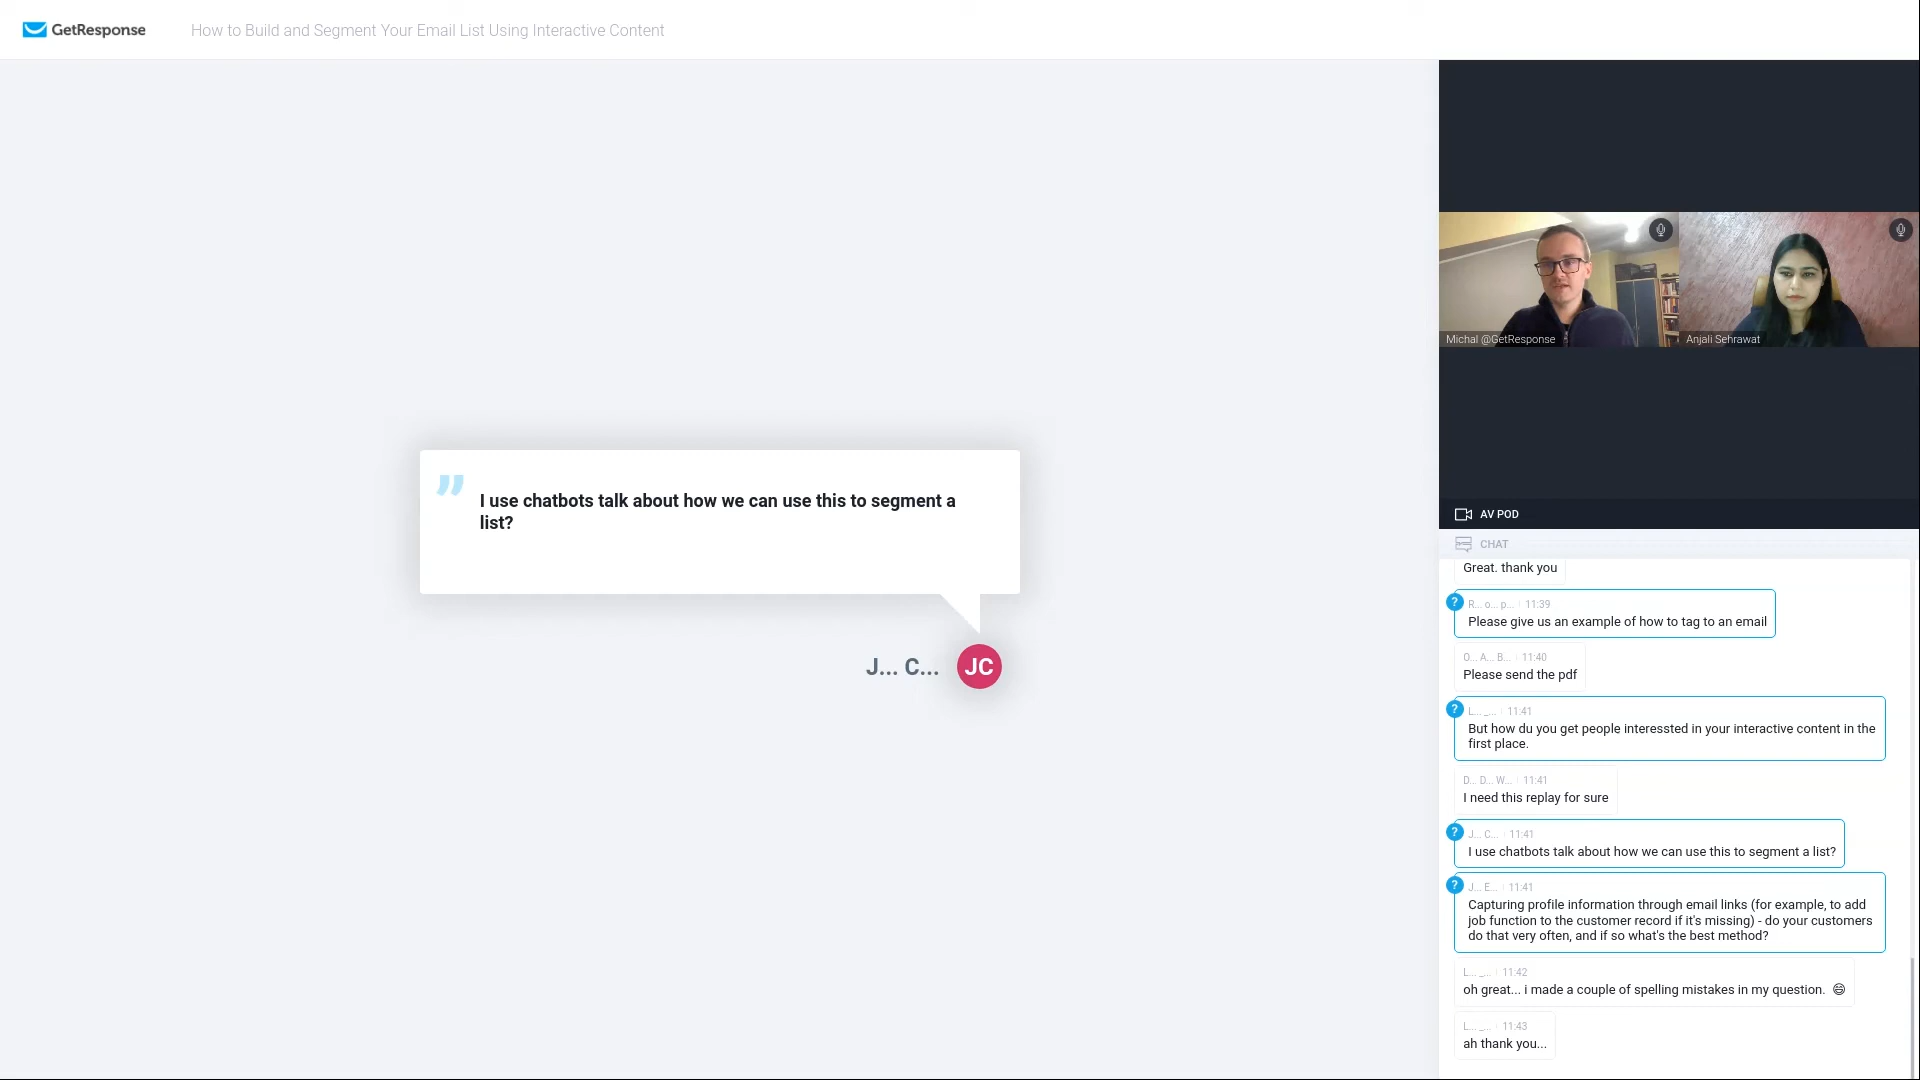 GetResponse
How to Build and Segment Your Email List Using Interactive Content
”
I use chatbots talk about how we can use this to segment a
list?
J... C...
JC
Michal @GetResponse
Anjali Sehrawat
AV POD
CHAT
Great. thank you
?
R... o... p... 11:39
Please give us an example of how to tag to an email
O... A... B... 11:40
Please send the pdf
?
L... _... 11:41
But how du you get people interessted in your interactive content in the
first place.
D... D... W... 11:41
I need this replay for sure
?
J... C... 11:41
I use chatbots talk about how we can use this to segment a list?
?
J... E... 11:41
Capturing profile information through email links (for example, to add
job function to the customer record if it's missing) - do your customers
do that very often, and if so what's the best method?
L... _... 11:42
oh great... i made a couple of spelling mistakes in my question. 😄
L... _... 11:43
ah thank you...